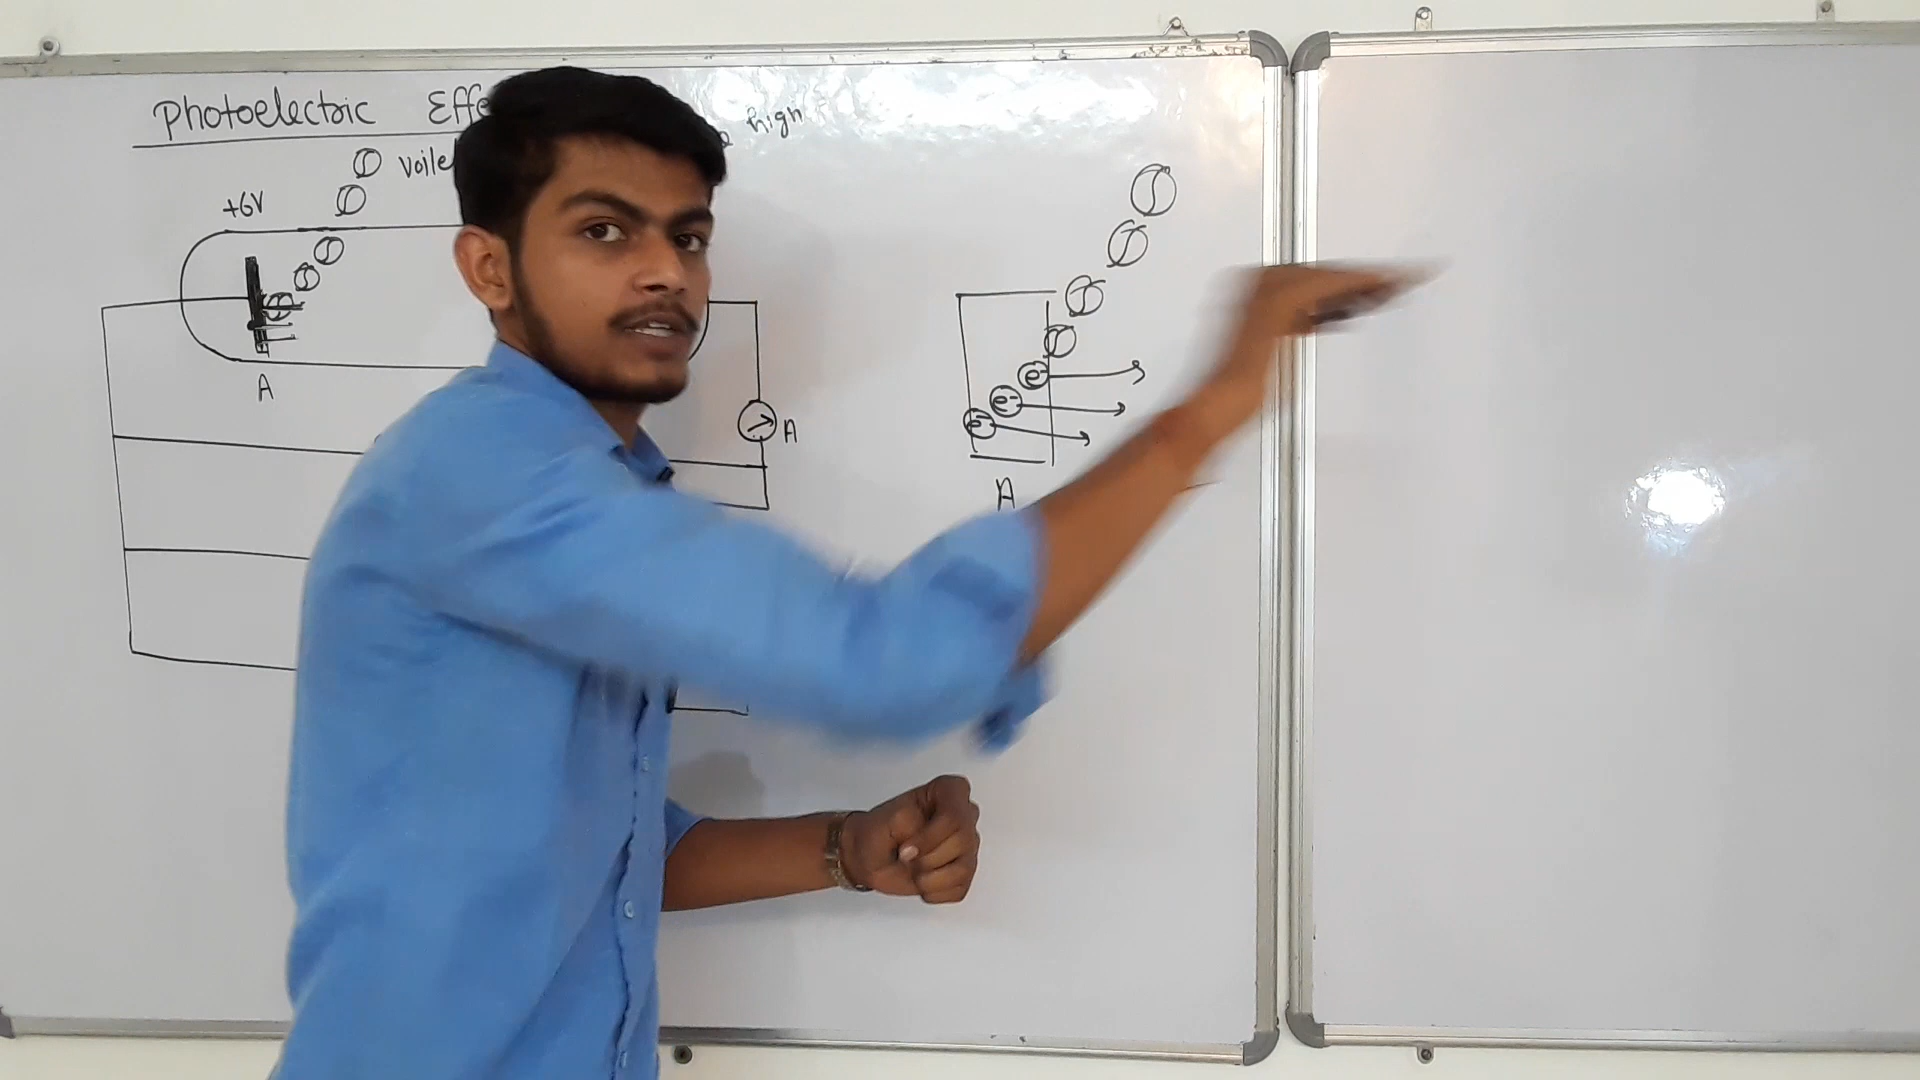 Photoelectric Effe
high
voile
+6V
A
A
e-
e-
e-
A